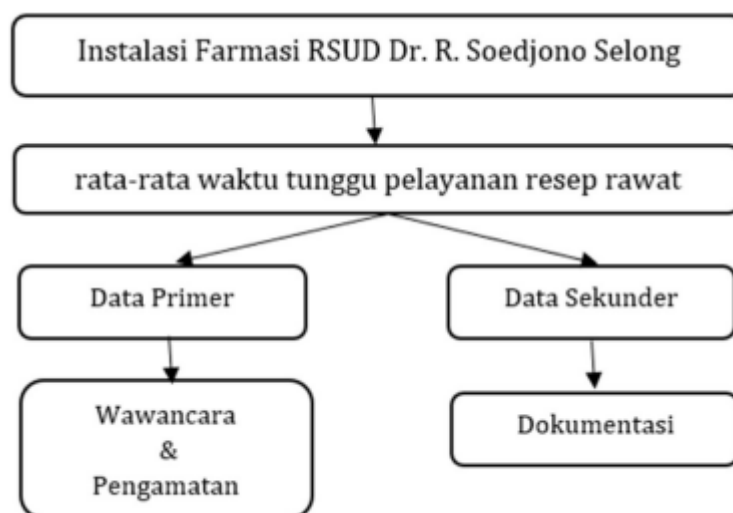 Instalasi Farmasi RSUD Dr. R. Soedjono Selong
rata-rata waktu tunggu pelayanan resep rawat
Data Primer
Data Sekunder
Wawancara
&
Pengamatan
Dokumentasi